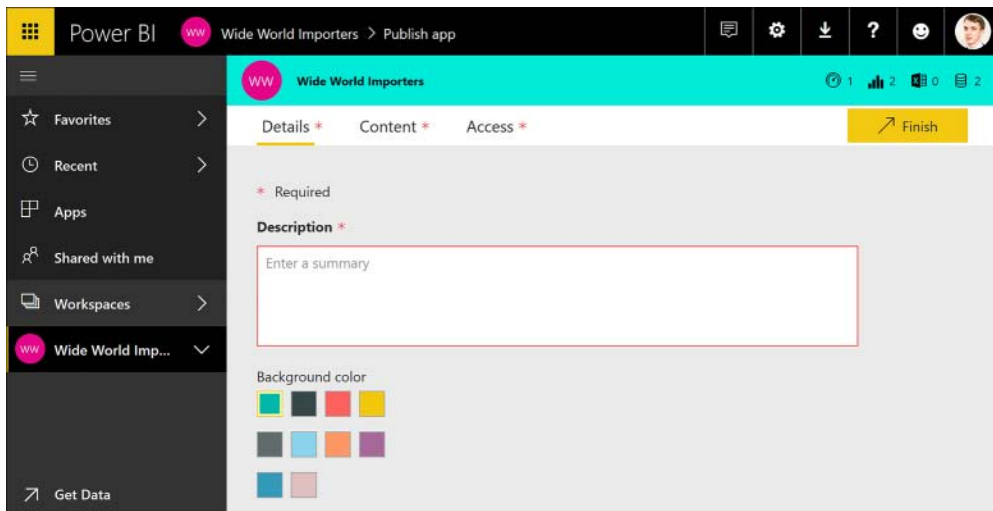 Power BI WW Wide World Importers > Publish app ?
WW Wide World Importers 1 2 0 2
Favorites
Recent
Apps
Shared with me
Workspaces
WW Wide World Imp...
Get Data
Details * Content * Access * Finish
* Required
Description *
Enter a summary
Background color